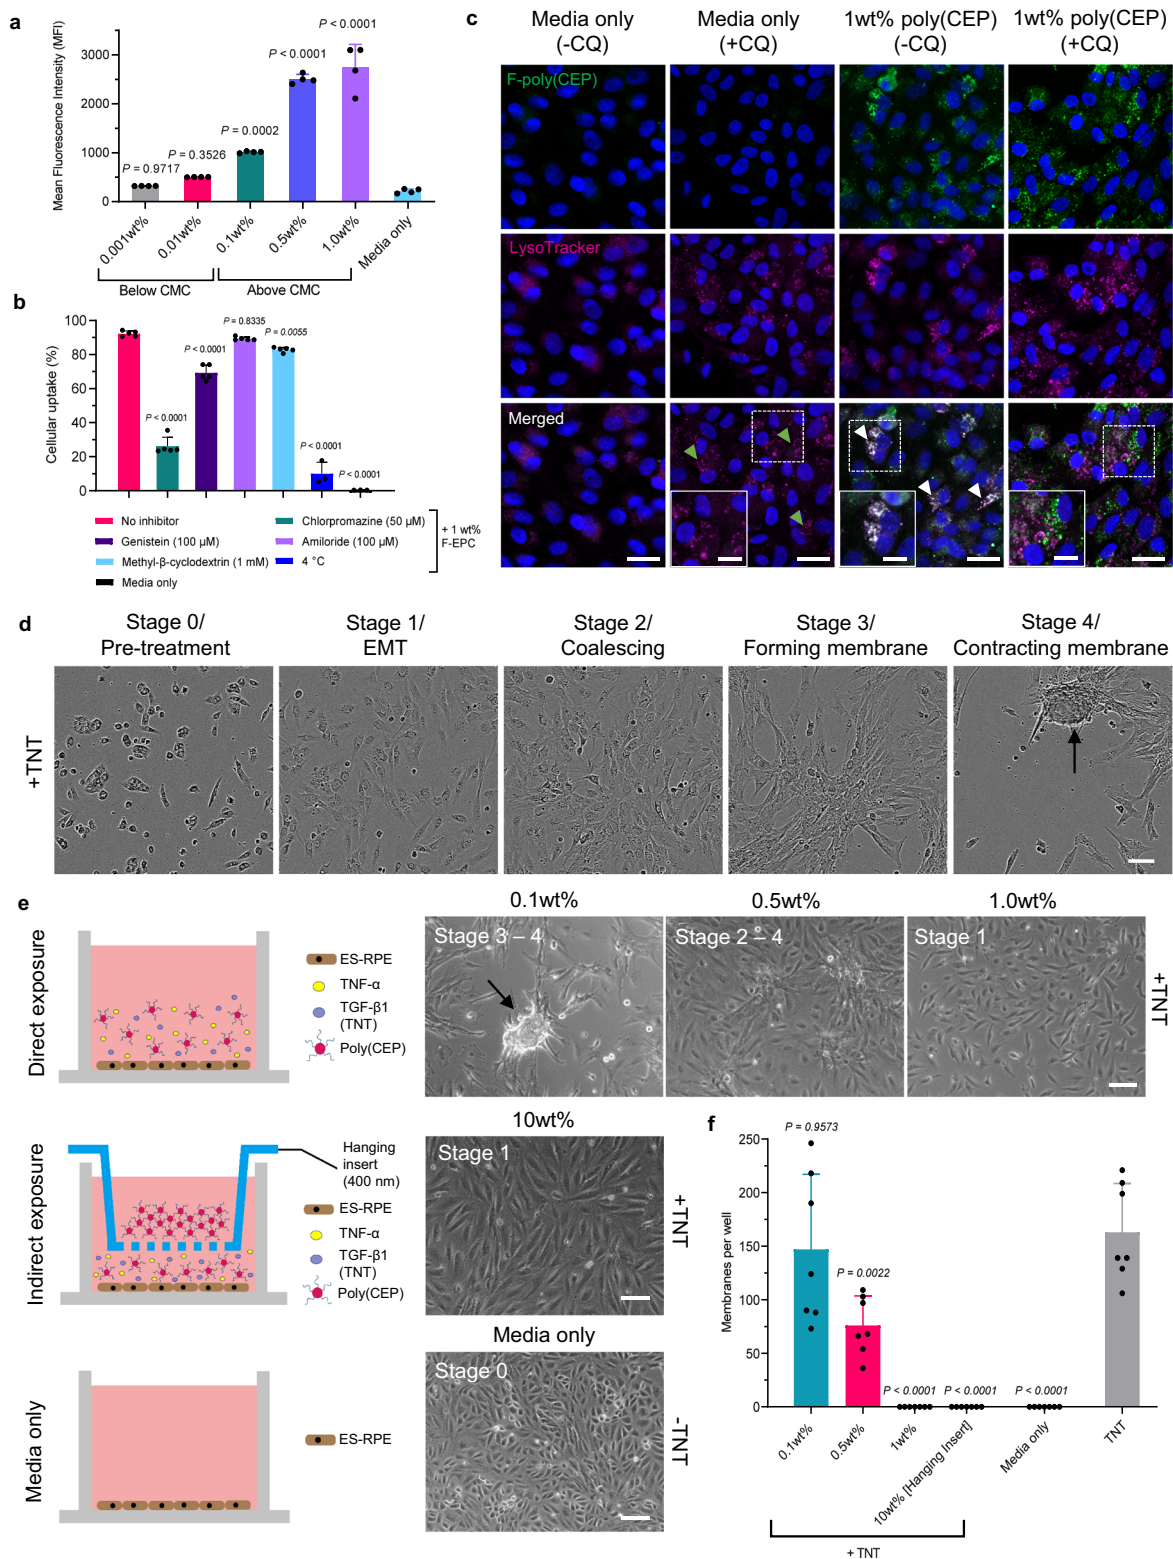 a
Mean Fluorescence Intensity (MFI)
3000
2000
1000
0
P = 0.9717
P = 0.3526
P = 0.0002
P < 0.0001
P < 0.0001
0.001wt%
0.01wt%
0.1wt%
0.5wt%
1.0wt%
Media only
Below CMC
Above CMC
b
Cellular uptake (%)
100
80
60
40
20
0
P < 0.0001
P < 0.0001
P = 0.8335
P = 0.0055
P < 0.0001
P < 0.0001
No inhibitor
Chlorpromazine (50 µM)
Genistein (100 µM)
Amiloride (100 µM)
Methyl-β-cyclodextrin (1 mM)
4 °C
Media only
+ 1 wt%
F-EPC
c
Media only
(-CQ)
Media only
(+CQ)
1wt% poly(CEP)
(-CQ)
1wt% poly(CEP)
(+CQ)
F-poly(CEP)
LysoTracker
Merged
d
Stage 0/
Pre-treatment
Stage 1/
EMT
Stage 2/
Coalescing
Stage 3/
Forming membrane
Stage 4/
Contracting membrane
+TNT
e
Direct exposure
ES-RPE
TNF-α
TGF-β1
(TNT)
Poly(CEP)
0.1wt%
0.5wt%
1.0wt%
Stage 3 – 4
Stage 2 – 4
Stage 1
+TNT
Indirect exposure
Hanging
insert
(400 nm)
ES-RPE
TNF-α
TGF-β1
(TNT)
Poly(CEP)
10wt%
Stage 1
+TNT
Media only
ES-RPE
Media only
Stage 0
-TNT
f
Membranes per well
250
200
150
100
50
0
P = 0.9573
P = 0.0022
P < 0.0001
P < 0.0001
P < 0.0001
0.1wt%
0.5wt%
1wt%
10wt% [Hanging Insert]
Media only
TNT
+ TNT